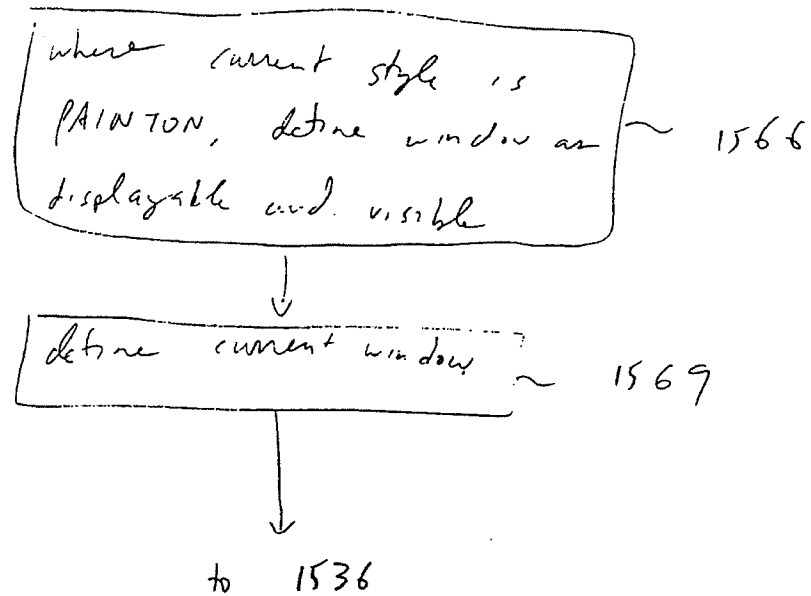 where current style is
PAINTON, define window as ~ 1566
displayable and visible
define current window ~ 1569
to 1536